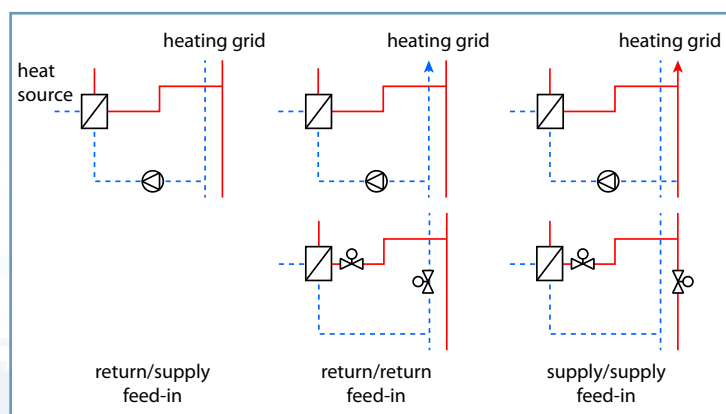 heating grid
heating grid
heating grid
heat
source
return/supply
feed-in
return/return
feed-in
supply/supply
feed-in